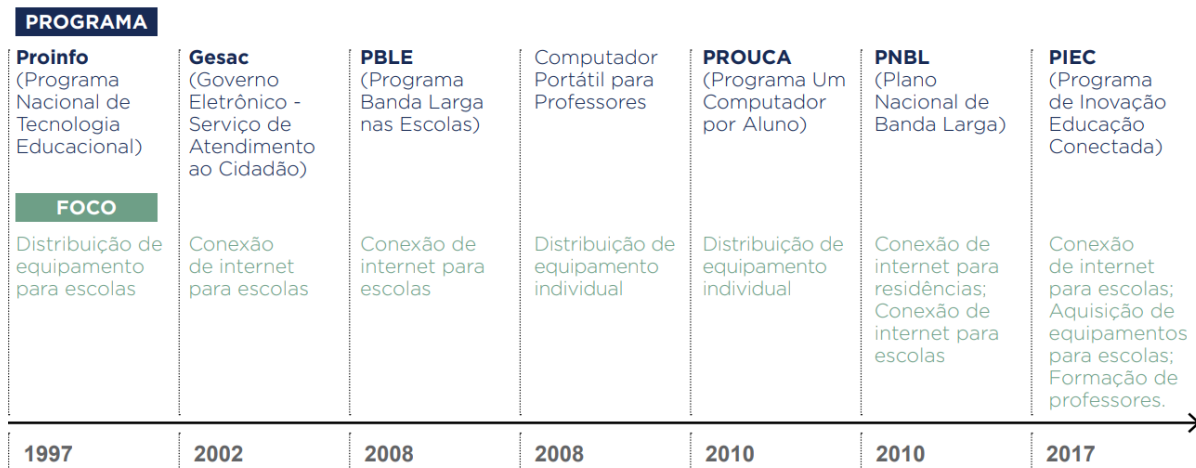 PROGRAMA
Proinfo
(Programa
Nacional de
Tecnologia
Educacional)
Gesac
(Governo
Eletrônico -
Serviço de
Atendimento
ao Cidadão)
PBLE
(Programa
Banda Larga
nas Escolas)
Computador
Portátil para
Professores
PROUCA
(Programa Um
Computador
por Aluno)
PNBL
(Plano
Nacional de
Banda Larga)
PIEC
(Programa
de Inovação
Educação
Conectada)
FOCO
Distribuição de
equipamento
para escolas
Conexão
de internet
para escolas
Conexão de
internet para
escolas
Distribuição de
equipamento
individual
Distribuição de
equipamento
individual
Conexão de
internet para
residências;
Conexão de
internet para
escolas
Conexão
de internet
para escolas;
Aquisição de
equipamentos
para escolas;
Formação de
professores.
1997
2002
2008
2008
2010
2010
2017